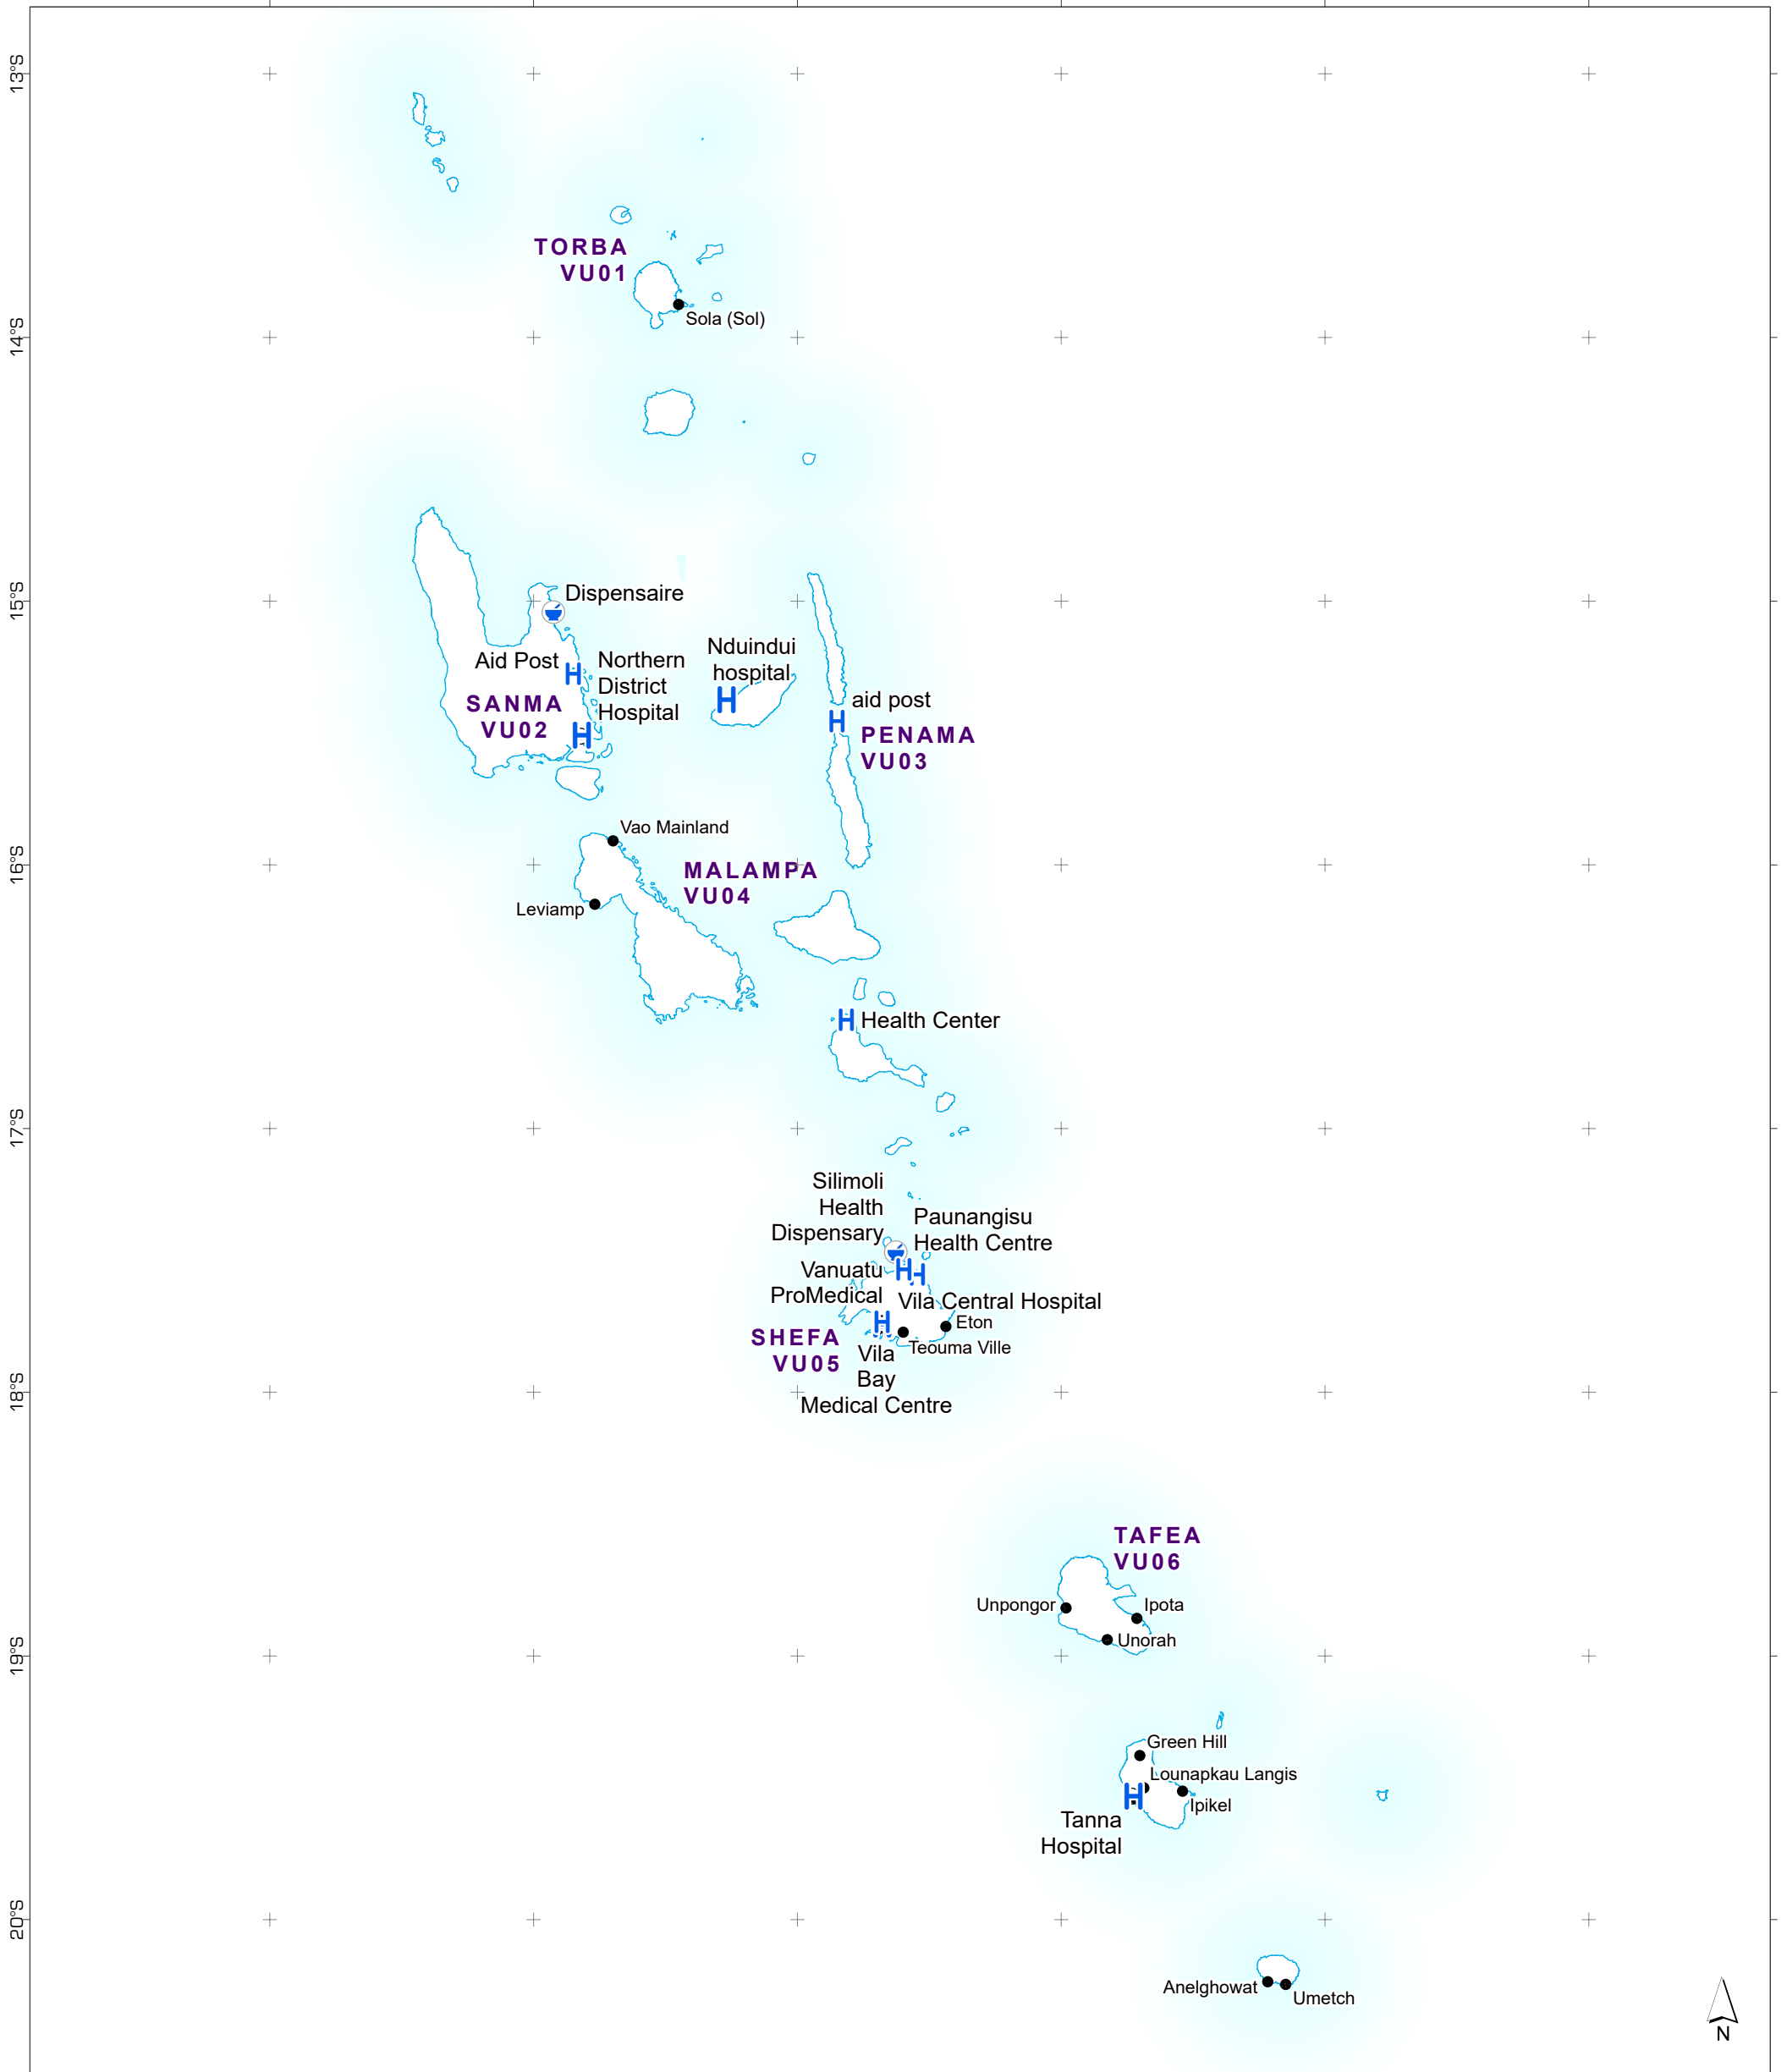 13°S
TORBA
VU01
Sola (Sol)
14°S
15°S
Dispensaire
Aid Post
Northern
District
Hospital
Nduindui
hospital
SANMA
VU02
aid post
PENAMA
VU03
Vao Mainland
16°S
MALAMPA
VU04
Leviamp
Health Center
17°S
Silimoli
Health
Dispensary
Paunangisu
Health Centre
Vanuatu
ProMedical
Vila Central Hospital
Eton
SHEFA
VU05
Teouma Ville
Vila
Bay
Medical Centre
18°S
TAFEA
VU06
Unpongor
Ipota
Unorah
19°S
Green Hill
Lounapkau Langis
Ipikel
Tanna
Hospital
20°S
Anelghowat
Umetch
N